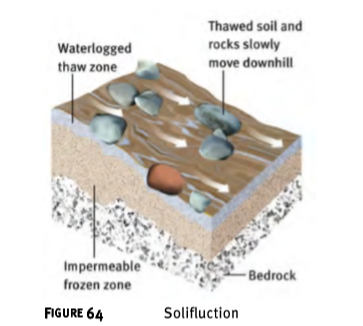 Waterlogged
thaw zone
Thawed soil and
rocks slowly
move downhill
Impermeable
frozen zone
Bedrock
FIGURE 64 Solifluction